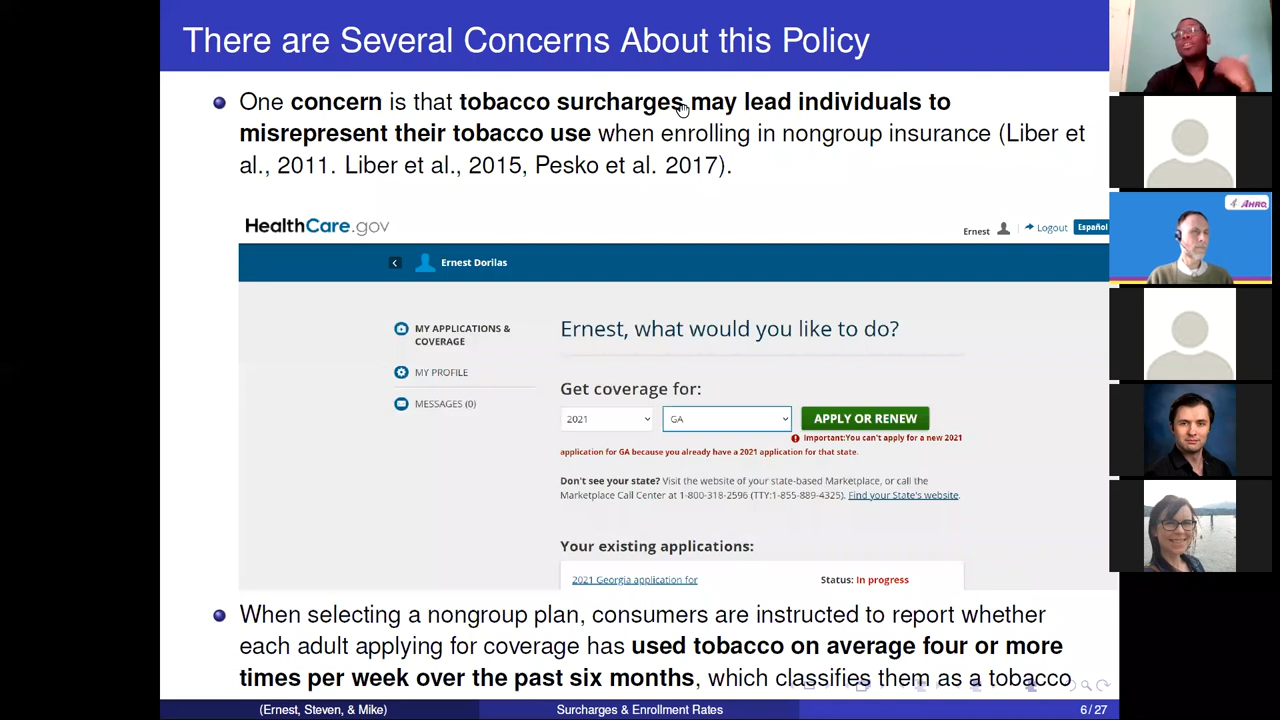 There are Several Concerns About this Policy
One concern is that tobacco surcharges may lead individuals to
misrepresent their tobacco use when enrolling in nongroup insurance (Liber et
al., 2011. Liber et al., 2015, Pesko et al. 2017).
HealthCare.gov
Ernest
Logout
Español
Ernest Dorilas
MY APPLICATIONS &
COVERAGE
MY PROFILE
MESSAGES (0)
Ernest, what would you like to do?
Get coverage for:
2021
GA
APPLY OR RENEW
Important:You can't apply for a new 2021
application for GA because you already have a 2021 application for that state.
Don't see your state? Visit the website of your state-based Marketplace, or call the
Marketplace Call Center at 1-800-318-2596 (TTY:1-855-889-4325). Find your State's website.
Your existing applications:
2021 Georgia application for
Status: In progress
When selecting a nongroup plan, consumers are instructed to report whether
each adult applying for coverage has used tobacco on average four or more
times per week over the past six months, which classifies them as a tobacco
(Ernest, Steven, & Mike)
Surcharges & Enrollment Rates
6 / 27
AHRQ